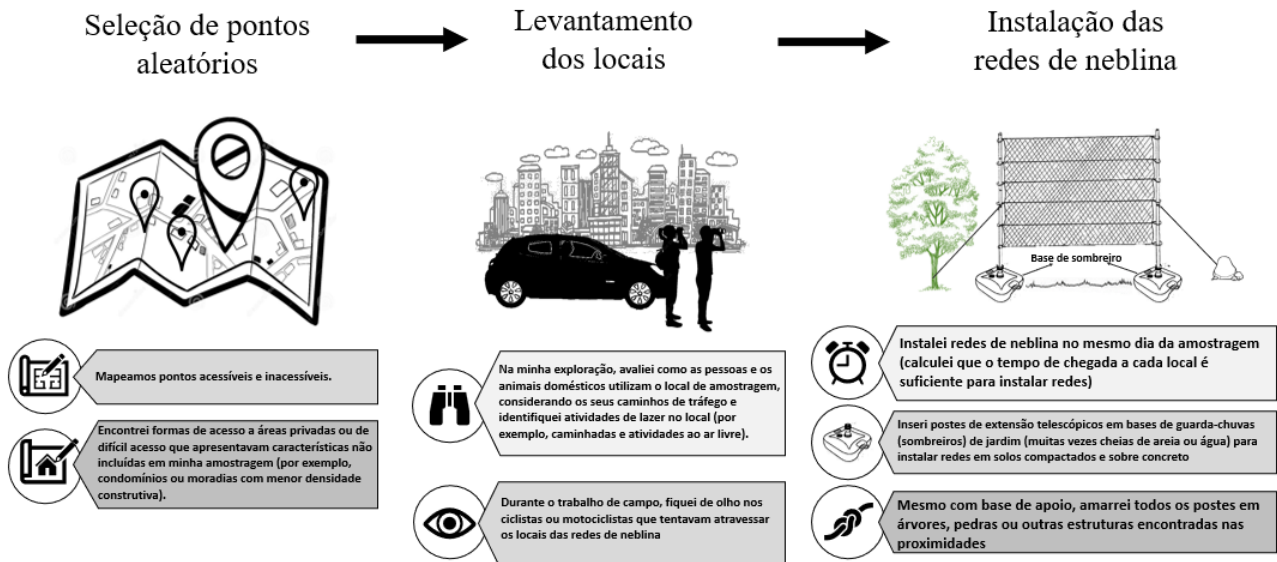 Seleção de pontos
aleatórios
Levantamento
dos locais
Instalação das
redes de neblina
Base de sombreiro
Mapeamos pontos acessíveis e inacessíveis.
Encontrei formas de acesso a áreas privadas ou de
difícil acesso que apresentavam características não
incluídas em minha amostragem (por exemplo,
condomínios ou moradias com menor densidade
construtiva).
Na minha exploração, avaliei como as pessoas e os
animais domésticos utilizam o local de amostragem,
considerando os seus caminhos de tráfego e
identifiquei atividades de lazer no local (por
exemplo, caminhadas e atividades ao ar livre).
Durante o trabalho de campo, fiquei de olho nos
ciclistas ou motociclistas que tentavam atravessar
os locais das redes de neblina
Instalei redes de neblina no mesmo dia da amostragem
(calculei que o tempo de chegada a cada local é
suficiente para instalar redes)
Inseri postes de extensão telescópicos em bases de guarda-chuvas
(sombreiros) de jardim (muitas vezes cheias de areia ou água) para
instalar redes em solos compactados e sobre concreto
Mesmo com base de apoio, amarrei todos os postes em
árvores, pedras ou outras estruturas encontradas nas
proximidades